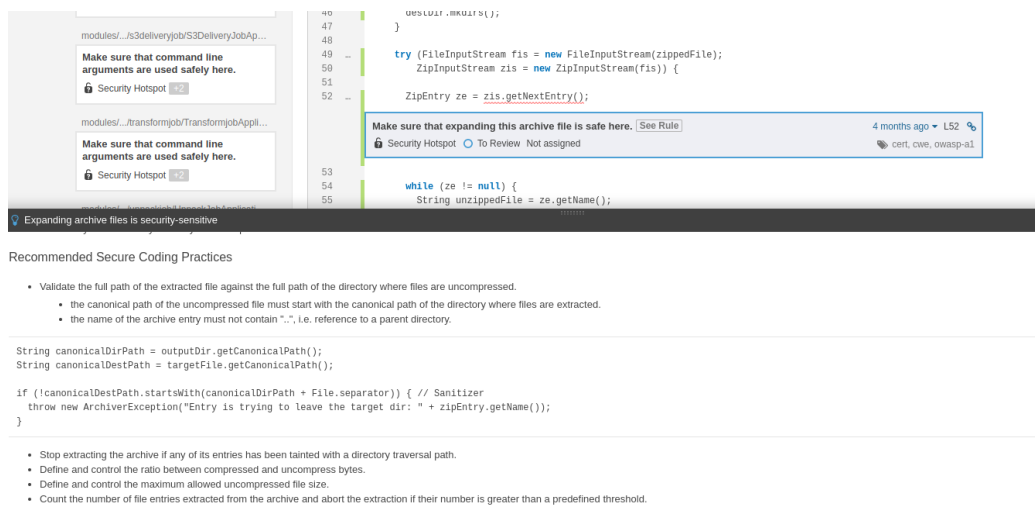 46 destDir.mkdirs();
47 }
48
modules/.../s3deliveryjob/S3DeliveryJobAp...
49 ... try (FileInputStream fis = new FileInputStream(zippedFile);
Make sure that command line
arguments are used safely here.
50 ZipInputStream zis = new ZipInputStream(fis)) {
51
Security Hotspot +2
52 ... ZipEntry ze = zis.getNextEntry();
modules/.../transformjob/TransformjobAppli...
Make sure that command line
arguments are used safely here.
Security Hotspot +2
Make sure that expanding this archive file is safe here. See Rule 4 months ago L52
Security Hotspot To Review Not assigned cert, cwe, owasp-a1
53
54 while (ze != null) {
55 String unzippedFile = ze.getName();
Expanding archive files is security-sensitive
Recommended Secure Coding Practices
• Validate the full path of the extracted file against the full path of the directory where files are uncompressed.
• the canonical path of the uncompressed file must start with the canonical path of the directory where files are extracted.
• the name of the archive entry must not contain "..", i.e. reference to a parent directory.
String canonicalDirPath = outputDir.getCanonicalPath();
String canonicalDestPath = targetFile.getCanonicalPath();
if (!canonicalDestPath.startsWith(canonicalDirPath + File.separator)) { // Sanitizer
throw new ArchiverException("Entry is trying to leave the target dir: " + zipEntry.getName());
}
• Stop extracting the archive if any of its entries has been tainted with a directory traversal path.
• Define and control the ratio between compressed and uncompress bytes.
• Define and control the maximum allowed uncompressed file size.
• Count the number of file entries extracted from the archive and abort the extraction if their number is greater than a predefined threshold.